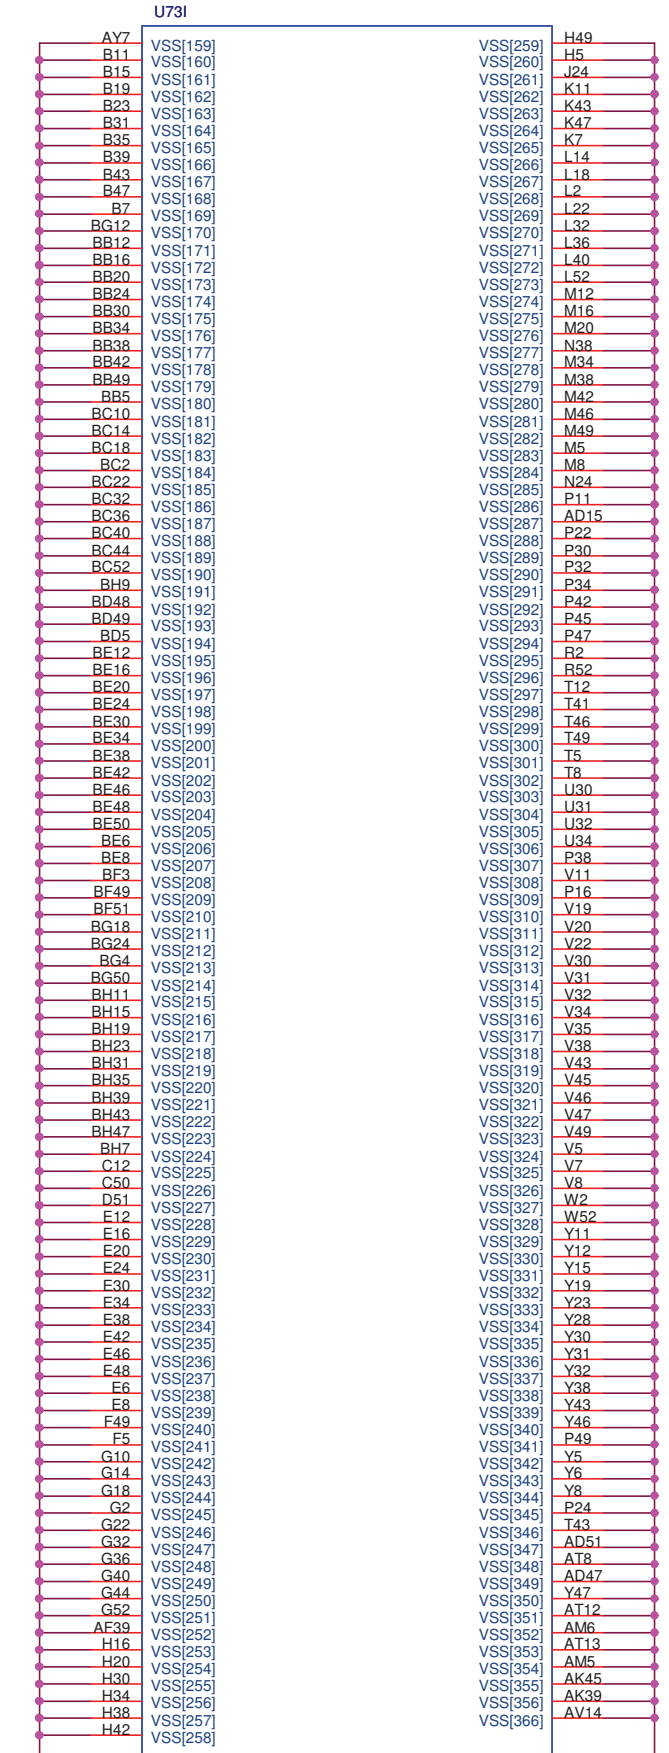 U73I
AY7 VSS[159] VSS[259] H49
B11 VSS[160] VSS[260] H5
B15 VSS[161] VSS[261] J24
B19 VSS[162] VSS[262] K11
B23 VSS[163] VSS[263] K43
B31 VSS[164] VSS[264] K47
B35 VSS[165] VSS[265] K7
B39 VSS[166] VSS[266] L14
B43 VSS[167] VSS[267] L18
B47 VSS[168] VSS[268] L2
B7 VSS[169] VSS[269] L22
BG12 VSS[170] VSS[270] L32
BB12 VSS[171] VSS[271] L36
BB16 VSS[172] VSS[272] L40
BB20 VSS[173] VSS[273] L52
BB24 VSS[174] VSS[274] M12
BB30 VSS[175] VSS[275] M16
BB34 VSS[176] VSS[276] M20
BB38 VSS[177] VSS[277] N38
BB42 VSS[178] VSS[278] M34
BB49 VSS[179] VSS[279] M38
BB5 VSS[180] VSS[280] M42
BC10 VSS[181] VSS[281] M46
BC14 VSS[182] VSS[282] M49
BC18 VSS[183] VSS[283] M5
BC2 VSS[184] VSS[284] M8
BC22 VSS[185] VSS[285] N24
BC32 VSS[186] VSS[286] P11
BC36 VSS[187] VSS[287] AD15
BC40 VSS[188] VSS[288] P22
BC44 VSS[189] VSS[289] P30
BC52 VSS[190] VSS[290] P32
BH9 VSS[191] VSS[291] P34
BD48 VSS[192] VSS[292] P42
BD49 VSS[193] VSS[293] P45
BD5 VSS[194] VSS[294] P47
BE12 VSS[195] VSS[295] R2
BE16 VSS[196] VSS[296] R52
BE20 VSS[197] VSS[297] T12
BE24 VSS[198] VSS[298] T41
BE30 VSS[199] VSS[299] T46
BE34 VSS[200] VSS[300] T49
BE38 VSS[201] VSS[301] T5
BE42 VSS[202] VSS[302] T8
BE46 VSS[203] VSS[303] U30
BE48 VSS[204] VSS[304] U31
BE50 VSS[205] VSS[305] U32
BE6 VSS[206] VSS[306] U34
BE8 VSS[207] VSS[307] P38
BF3 VSS[208] VSS[308] V11
BF49 VSS[209] VSS[309] P16
BF51 VSS[210] VSS[310] V19
BG18 VSS[211] VSS[311] V20
BG24 VSS[212] VSS[312] V22
BG4 VSS[213] VSS[313] V30
BG50 VSS[214] VSS[314] V31
BH11 VSS[215] VSS[315] V32
BH15 VSS[216] VSS[316] V34
BH19 VSS[217] VSS[317] V35
BH23 VSS[218] VSS[318] V38
BH31 VSS[219] VSS[319] V43
BH35 VSS[220] VSS[320] V45
BH39 VSS[221] VSS[321] V46
BH43 VSS[222] VSS[322] V47
BH47 VSS[223] VSS[323] V49
BH7 VSS[224] VSS[324] V5
C12 VSS[225] VSS[325] V7
C50 VSS[226] VSS[326] V8
D51 VSS[227] VSS[327] W2
E12 VSS[228] VSS[328] W52
E16 VSS[229] VSS[329] Y11
E20 VSS[230] VSS[330] Y12
E24 VSS[231] VSS[331] Y15
E30 VSS[232] VSS[332] Y19
E34 VSS[233] VSS[333] Y23
E38 VSS[234] VSS[334] Y28
E42 VSS[235] VSS[335] Y30
E46 VSS[236] VSS[336] Y31
E48 VSS[237] VSS[337] Y32
E6 VSS[238] VSS[338] Y38
E8 VSS[239] VSS[339] Y43
F49 VSS[240] VSS[340] Y46
F5 VSS[241] VSS[341] P49
G10 VSS[242] VSS[342] Y5
G14 VSS[243] VSS[343] Y6
G18 VSS[244] VSS[344] Y8
G2 VSS[245] VSS[345] P24
G22 VSS[246] VSS[346] T43
G32 VSS[247] VSS[347] AD51
G36 VSS[248] VSS[348] AT8
G40 VSS[249] VSS[349] AD47
G44 VSS[250] VSS[350] Y47
G52 VSS[251] VSS[351] AT12
AF39 VSS[252] VSS[352] AM6
H16 VSS[253] VSS[353] AT13
H20 VSS[254] VSS[354] AM5
H30 VSS[255] VSS[355] AK45
H34 VSS[256] VSS[356] AK39
H38 VSS[257] VSS[366] AV14
H42 VSS[258]